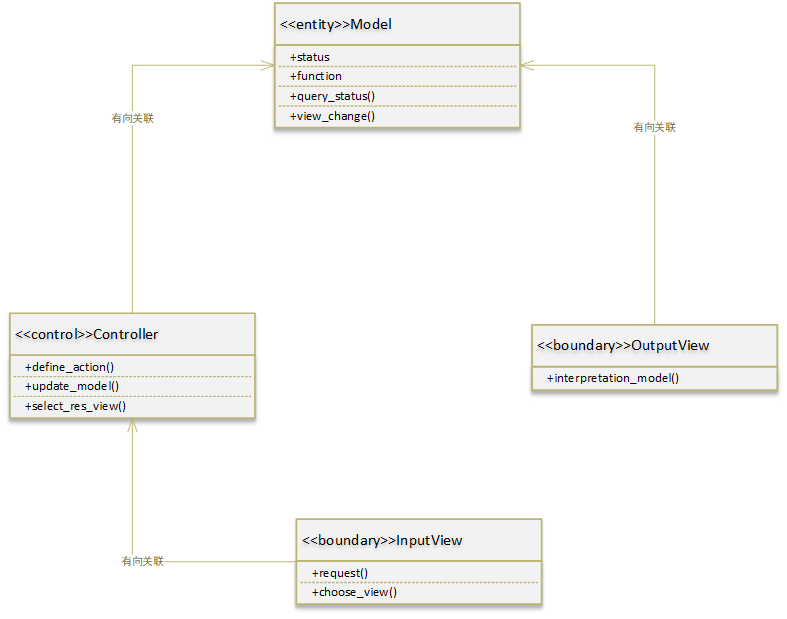 <<entity>>Model
+status
+function
+query_status()
+view_change()
有向关联
有向关联
<<control>>Controller
+define_action()
+update_model()
+select_res_view()
<<boundary>>OutputView
+interpretation_model()
有向关联
<<boundary>>InputView
+request()
+choose_view()